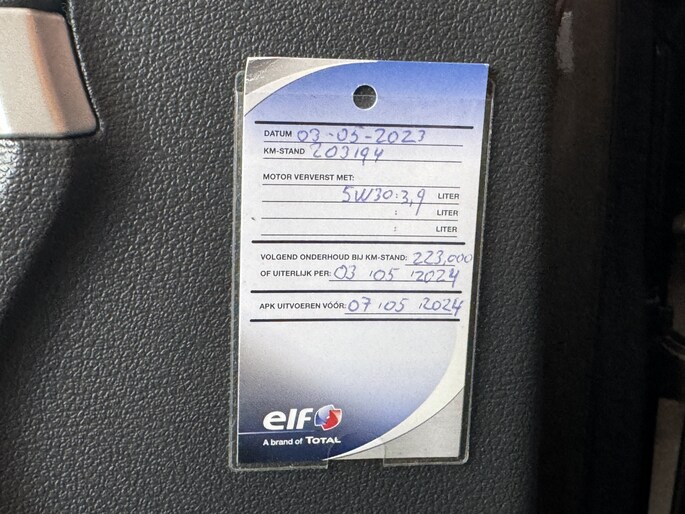 DATUM 03-05-2023
KM-STAND 203194
MOTOR VERVERST MET:
5W30 : 3,9 LITER
: LITER
: LITER
VOLGEND ONDERHOUD BIJ KM-STAND: 223,000
OF UITERLIJK PER: 03 05 2024
APK UITVOEREN VÓÓR: 07 05 2024
elf
A brand of TOTAL